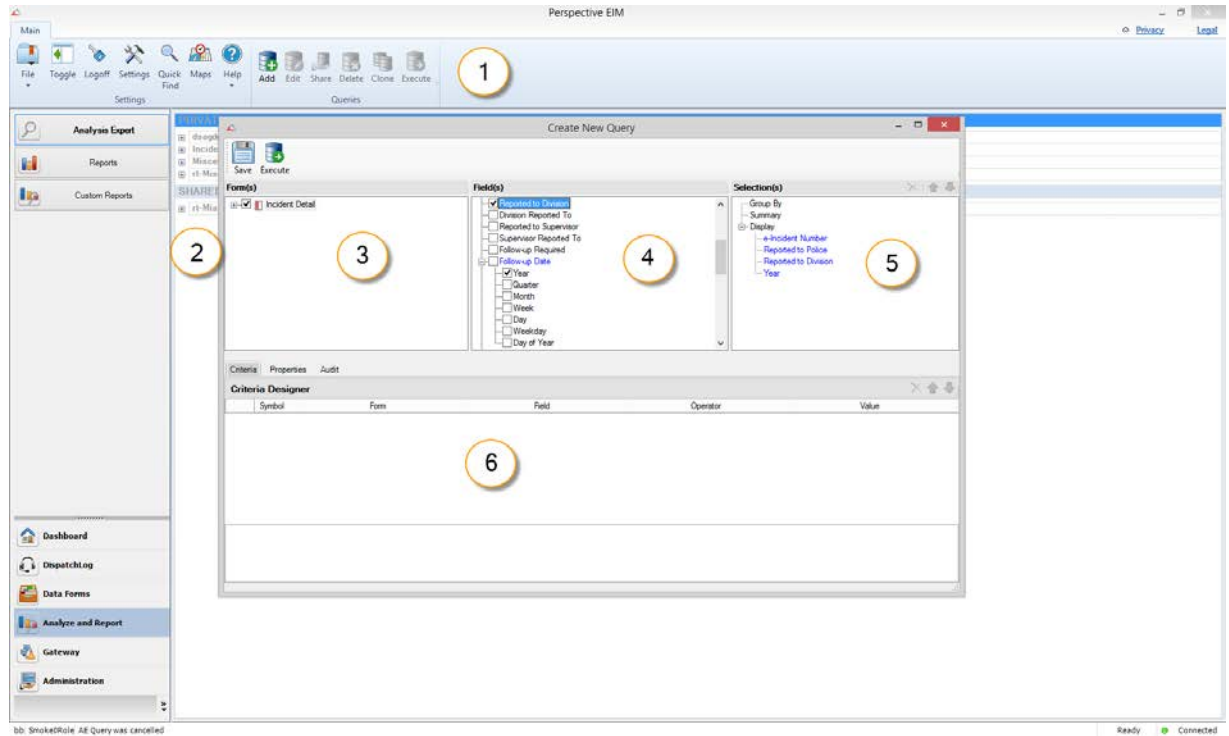 Perspective EIM
Main
Privacy Legal
File Toggle Logoff Settings Quick Find Maps Help
Add Edit Share Delete Clone Execute
Settings Queries
1
Analysis Expert
Reports
Custom Reports
2
Create New Query
Save Execute
Form(s)
Incident Detail
3
Field(s)
Reported to Division
Division Reported To
Reported to Supervisor
Supervisor Reported To
Follow-up Required
Follow-up Date
Year
Quarter
Month
Week
Day
Weekday
Day of Year
4
Selection(s)
Group By
Summary
Display
e-Incident Number
Reported to Police
Reported to Division
Year
5
Criteria Properties Audit
Criteria Designer
Symbol Form Field Operator Value
6
Dashboard
DispatchLog
Data Forms
Analyze and Report
Gateway
Administration
AE Query was cancelled
Ready Connected